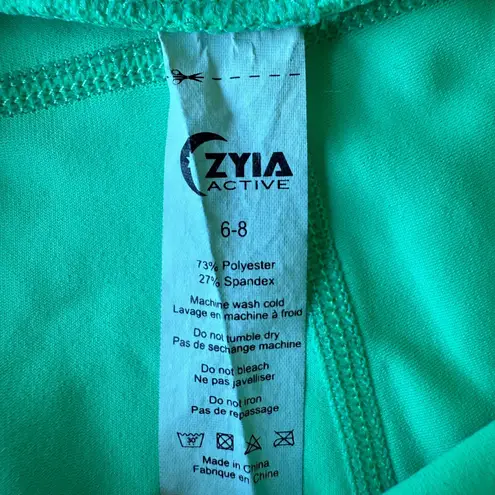 ZYIA
ACTIVE
6-8
73% Polyester
27% Spandex
Machine wash cold
Lavage en machine à froid
Do not tumble dry
Pas de sechange machine
Do not bleach
Ne pas javelliser
Do not iron
Pas de repassage
30°
Made in China
Fabrique en Chine